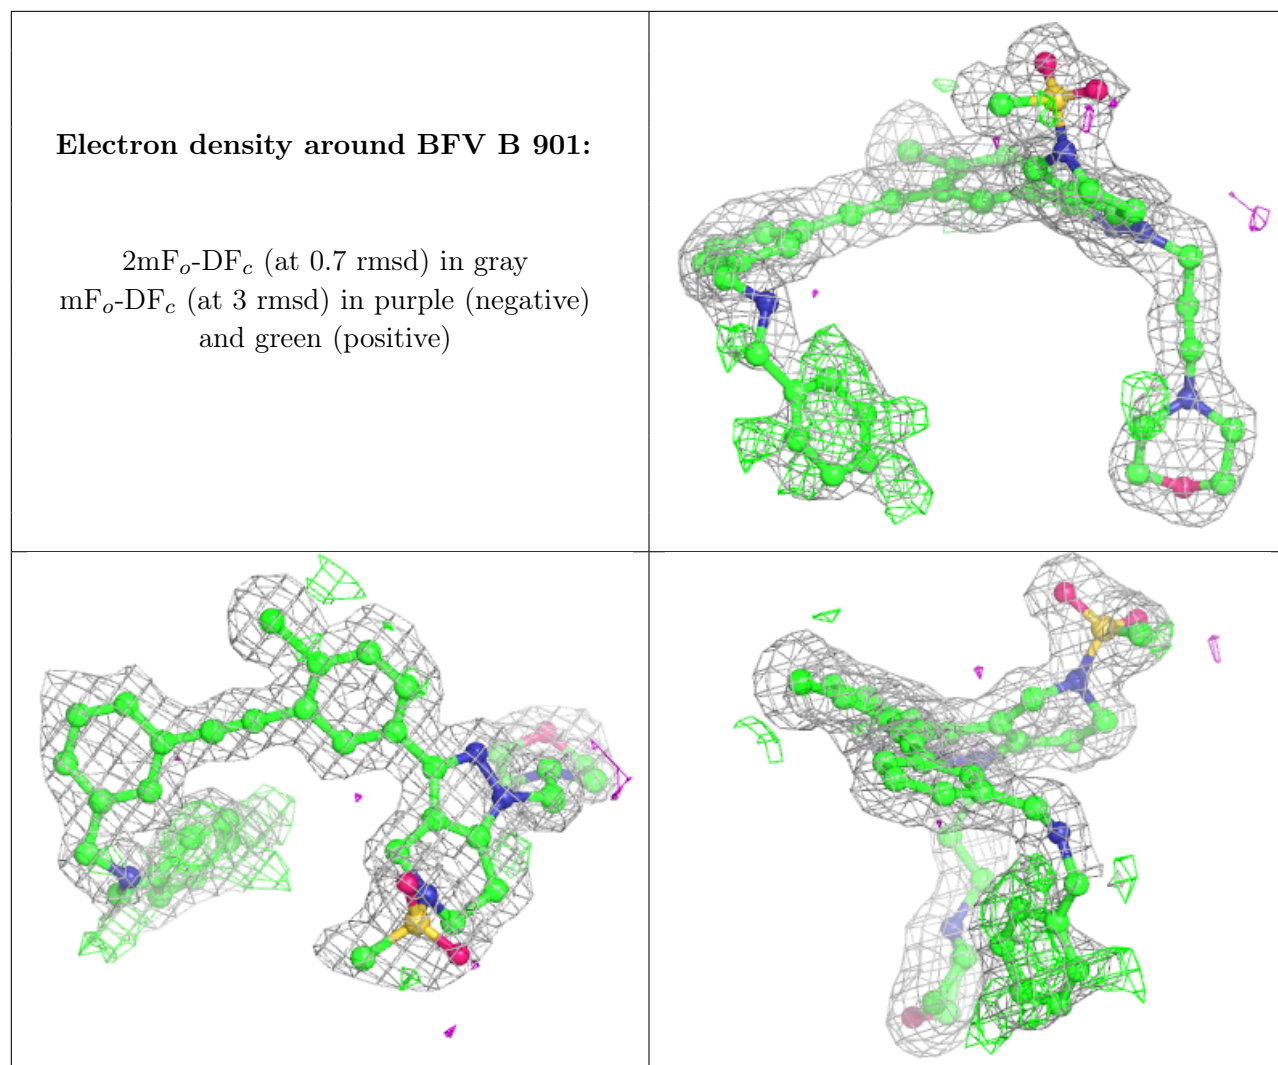 Electron density around BFV B 901:
2mF𝑜-DF𝑐 (at 0.7 rmsd) in gray
mF𝑜-DF𝑐 (at 3 rmsd) in purple (negative)
and green (positive)